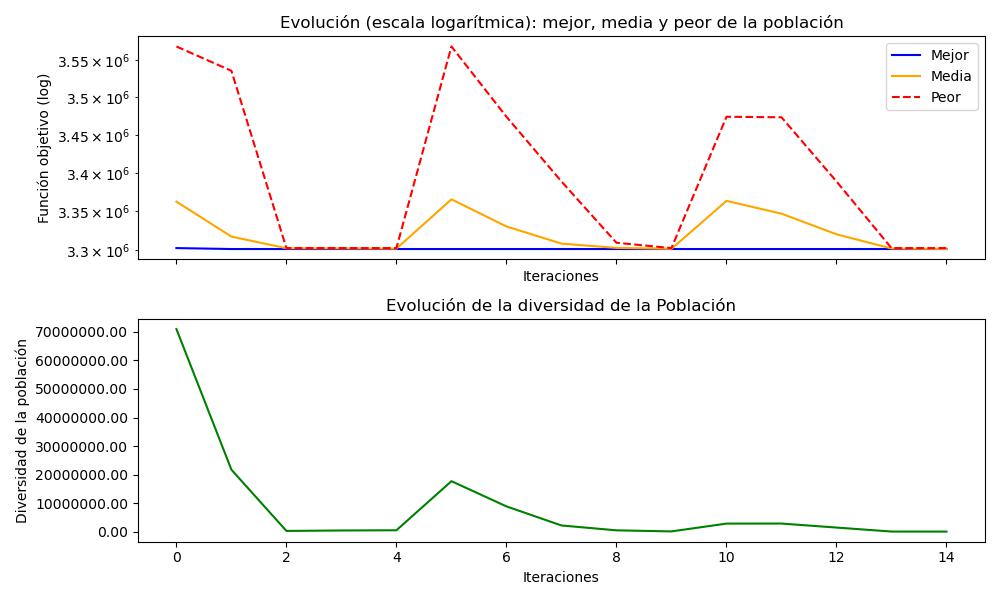 Evolución (escala logarítmica): mejor, media y peor de la población
Función objetivo (log)
3.55 × 10⁶
3.5 × 10⁶
3.45 × 10⁶
3.4 × 10⁶
3.35 × 10⁶
3.3 × 10⁶
Mejor
Media
Peor
Iteraciones
Evolución de la diversidad de la Población
Diversidad de la población
70000000.00
60000000.00
50000000.00
40000000.00
30000000.00
20000000.00
10000000.00
0.00
0 2 4 6 8 10 12 14
Iteraciones